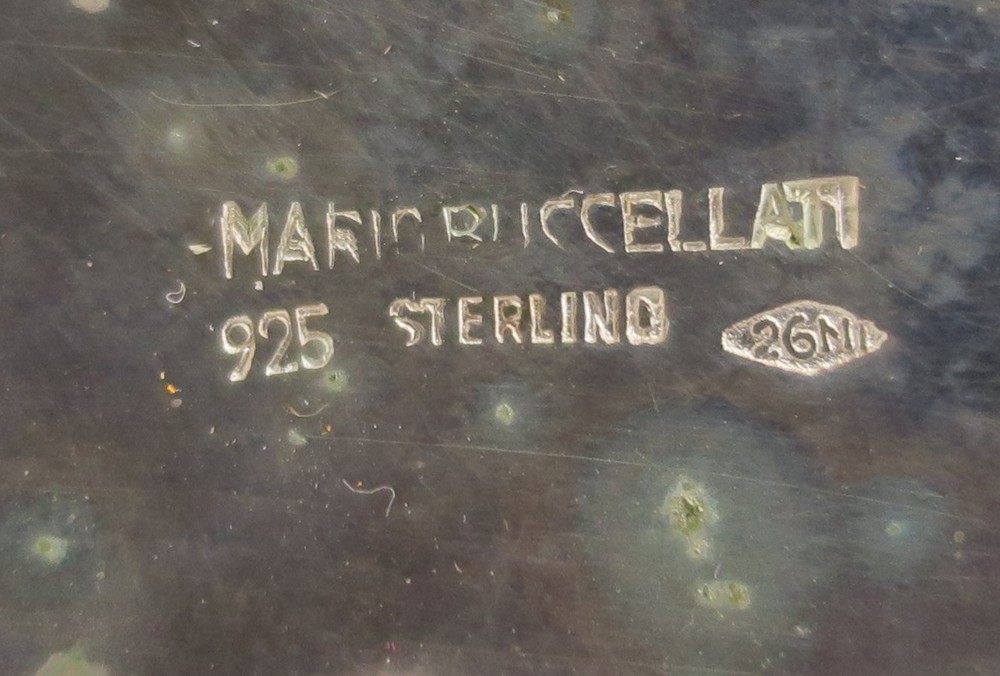 MARIO BUCCELLATI
925 STERLING 26MI